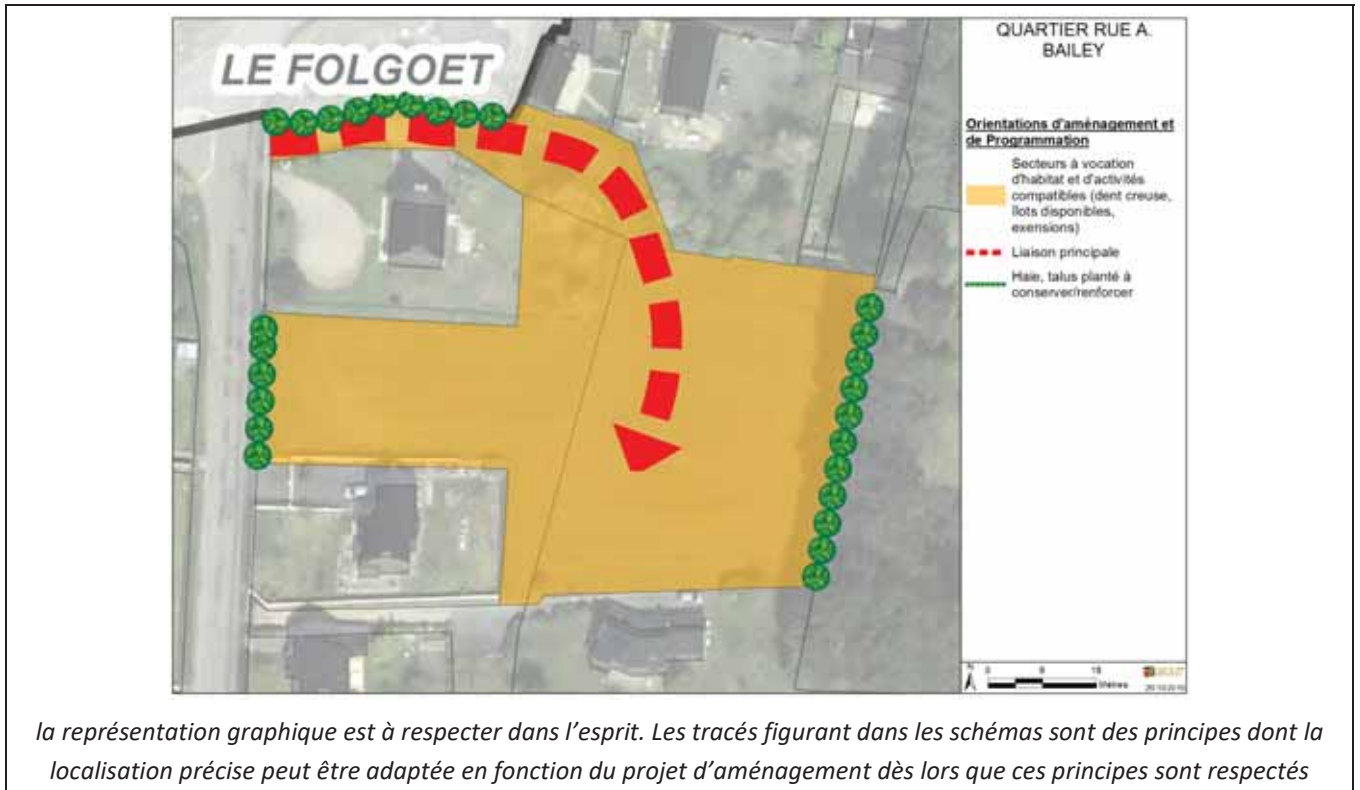 LE FOLGOET
QUARTIER RUE A.
BAILEY
Orientations d'aménagement et
de Programmation
Secteurs à vocation
d'habitat et d'activités
compatibles (dent creuse,
îlots disponibles,
exensions)
Liaison principale
Haie, talus planté à
conserver/renforcer
N
0 9 18
Mètres
la représentation graphique est à respecter dans l’esprit. Les tracés figurant dans les schémas sont des principes dont la
localisation précise peut être adaptée en fonction du projet d’aménagement dès lors que ces principes sont respectés